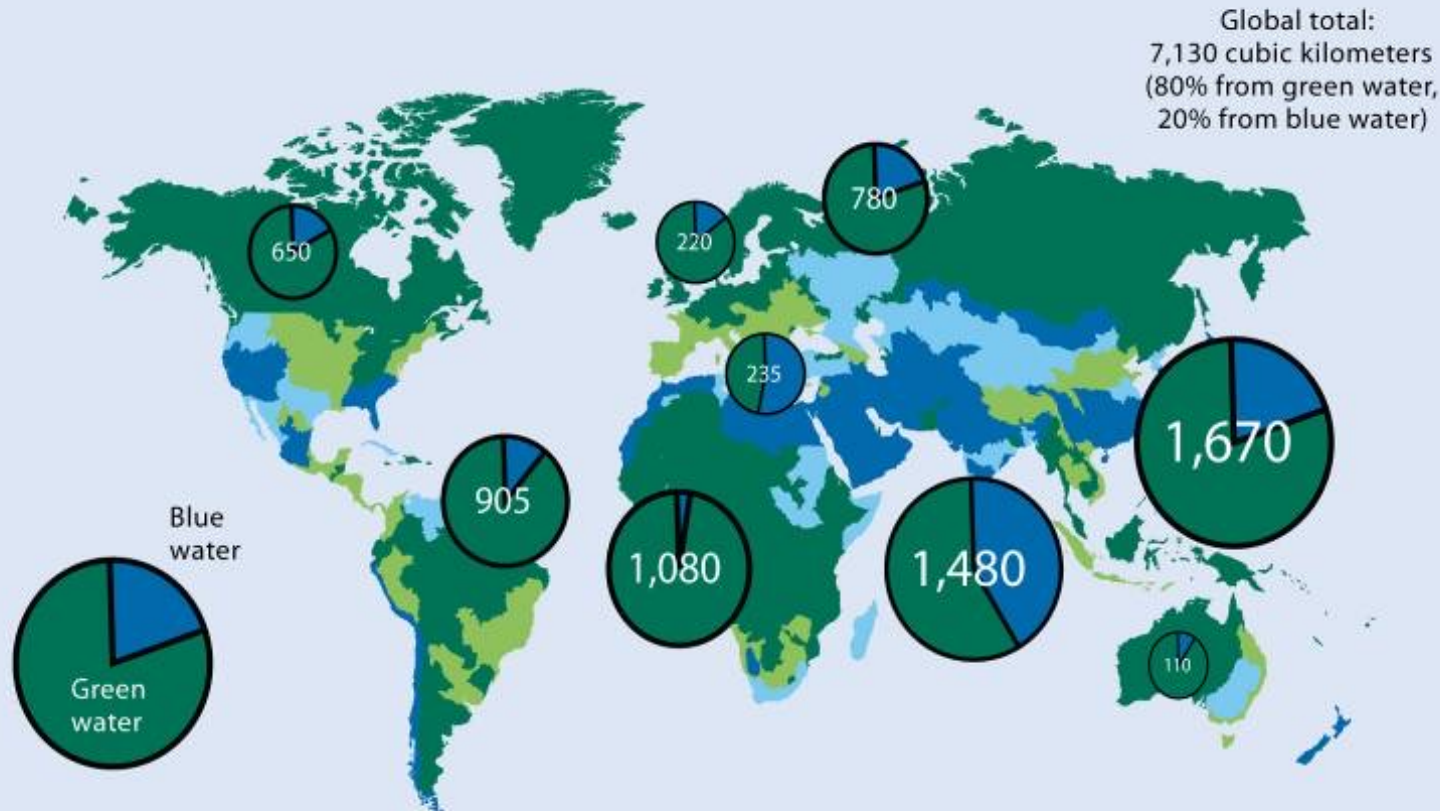 Global total:
7,130 cubic kilometers
(80% from green water,
20% from blue water)
780
220
650
235
1,670
905
1,080
1,480
110
Blue
water
Green
water